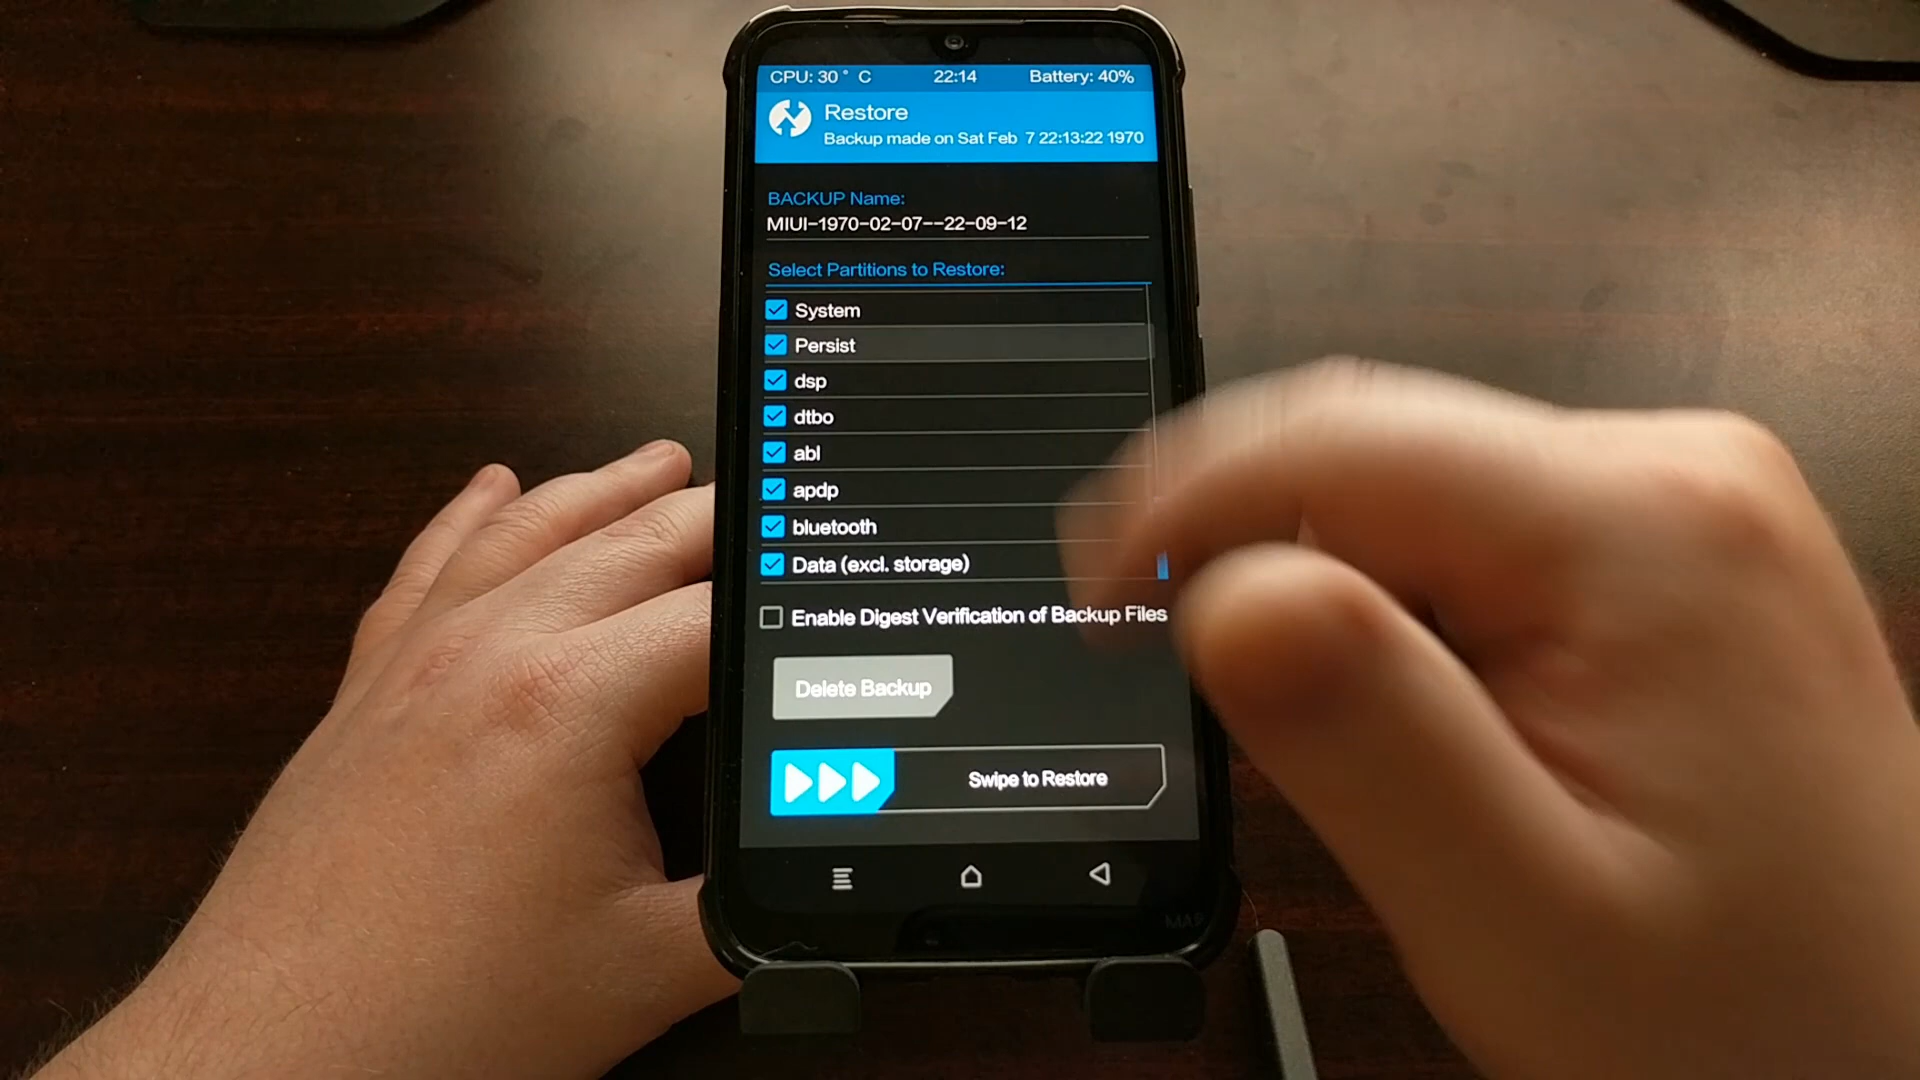 CPU: 30 ° C 22:14 Battery: 40%
Restore
Backup made on Sat Feb 7 22:13:22 1970
BACKUP Name:
MIUI-1970-02-07--22-09-12
Select Partitions to Restore:
System
Persist
dsp
dtbo
abl
apdp
bluetooth
Data (excl. storage)
Enable Digest Verification of Backup Files
Delete Backup
Swipe to Restore